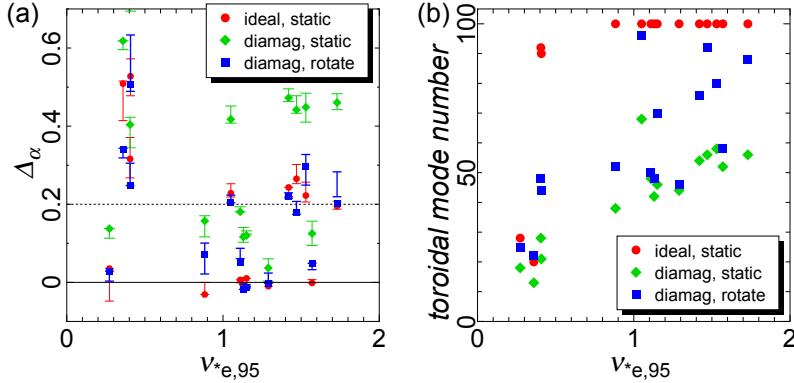 (a)
ideal, static
diamag, static
diamag, rotate
0.6
0.4
0.2
0
Δα
0
1
2
ν*e,95
(b)
100
50
0
toroidal mode number
ideal, static
diamag, static
diamag, rotate
0
1
2
ν*e,95